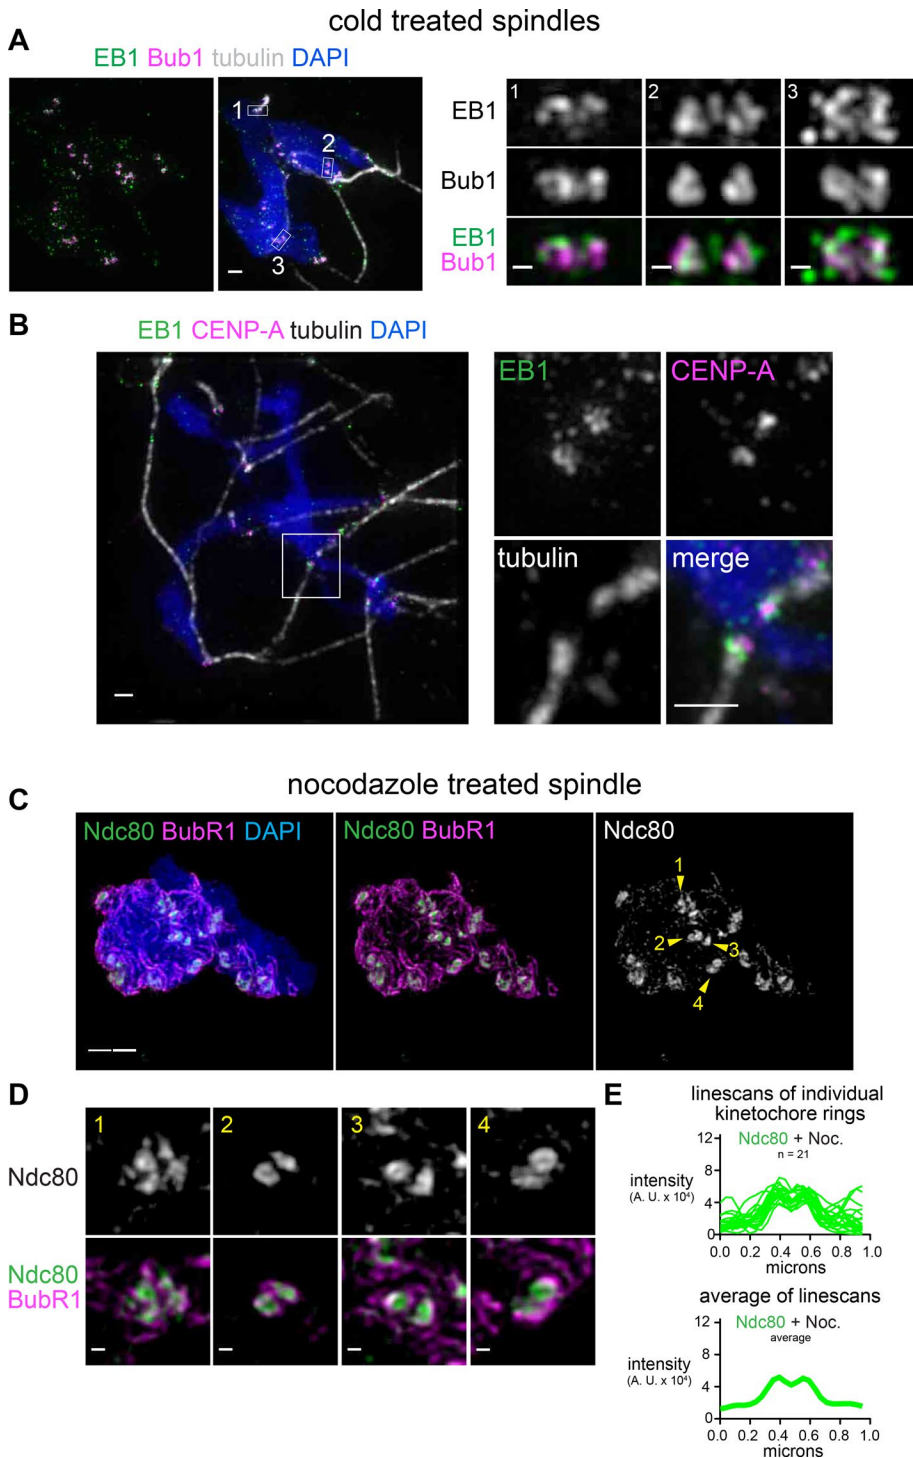 cold treated spindles
A
EB1 Bub1 tubulin DAPI
1
2
3
EB1
Bub1
EB1
Bub1
1
2
3
B
EB1 CENP-A tubulin DAPI
EB1
CENP-A
tubulin
merge
nocodazole treated spindle
C
Ndc80 BubR1 DAPI
Ndc80 BubR1
Ndc80
1
2
3
4
D
1
2
3
4
Ndc80
Ndc80
BubR1
E
linescans of individual
kinetochore rings
Ndc80 + Noc.
n = 21
12
8
4
0
intensity
(A. U. x 10⁴)
0.0 0.2 0.4 0.6 0.8 1.0
microns
average of linescans
Ndc80 + Noc.
average
12
8
4
0
intensity
(A. U. x 10⁴)
0.0 0.2 0.4 0.6 0.8 1.0
microns